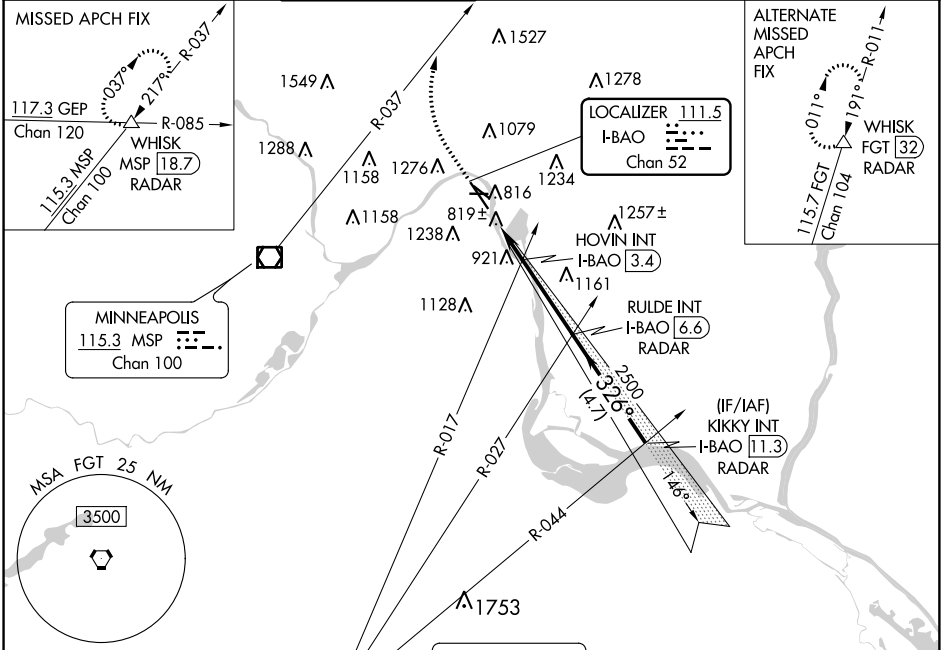 MISSED APCH FIX
R-037
037°
217°
117.3 GEP
Chan 120
R-085
WHISK
MSP 18.7
RADAR
115.3 MSP
Chan 100
1527
1549
1278
R-037
LOCALIZER 111.5
I-BAO
Chan 52
1079
1288
1158
1276
1234
816
1158
819±
1238
1257±
921
HOVIN INT
I-BAO 3.4
1161
1128
RULDE INT
I-BAO 6.6
RADAR
ALTERNATE
MISSED
APCH
FIX
R-011
011°
191°
WHISK
FGT 32
RADAR
115.7 FGT
Chan 104
MINNEAPOLIS
115.3 MSP
Chan 100
2500
326°
(4.7)
R-017
R-027
(IF/IAF)
KIKKY INT
I-BAO 11.3
RADAR
146°
R-044
MSA FGT 25 NM
3500
1753